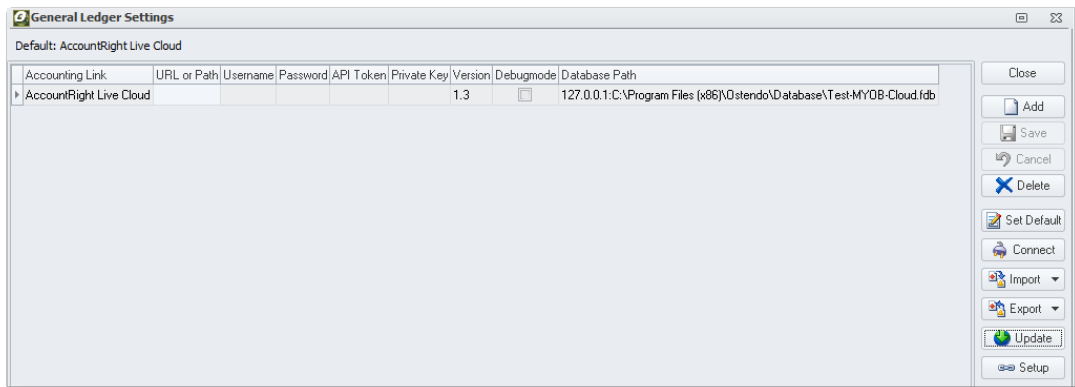 General Ledger Settings
Default: AccountRight Live Cloud
Accounting Link URL or Path Username Password API Token Private Key Version Debugmode Database Path
AccountRight Live Cloud 1.3 127.0.0.1:C:\Program Files (x86)\Ostendo\Database\Test-MYOB-Cloud.fdb
Close
Add
Save
Cancel
Delete
Set Default
Connect
Import
Export
Update
Setup